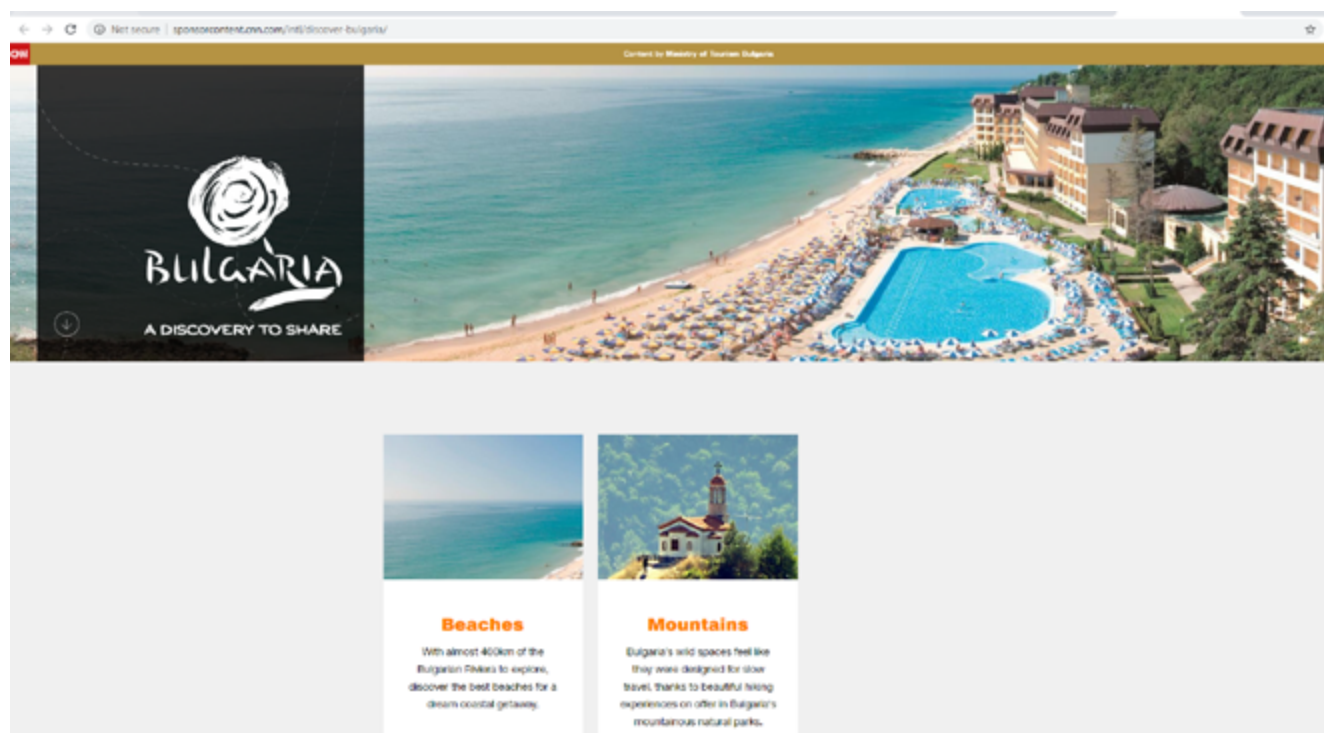 Not secure | sponsorcontent.cnn.com/intl/discover-bulgaria/
CNN
Content by Ministry of Tourism Bulgaria
BULGARIA
A DISCOVERY TO SHARE
Beaches
With almost 400km of the
Bulgarian Riviera to explore,
discover the best beaches for a
dream coastal getaway.
Mountains
Bulgaria's wild spaces feel like
they were designed for slow
travel, thanks to beautiful hiking
experiences on offer in Bulgaria's
mountainous natural parks.